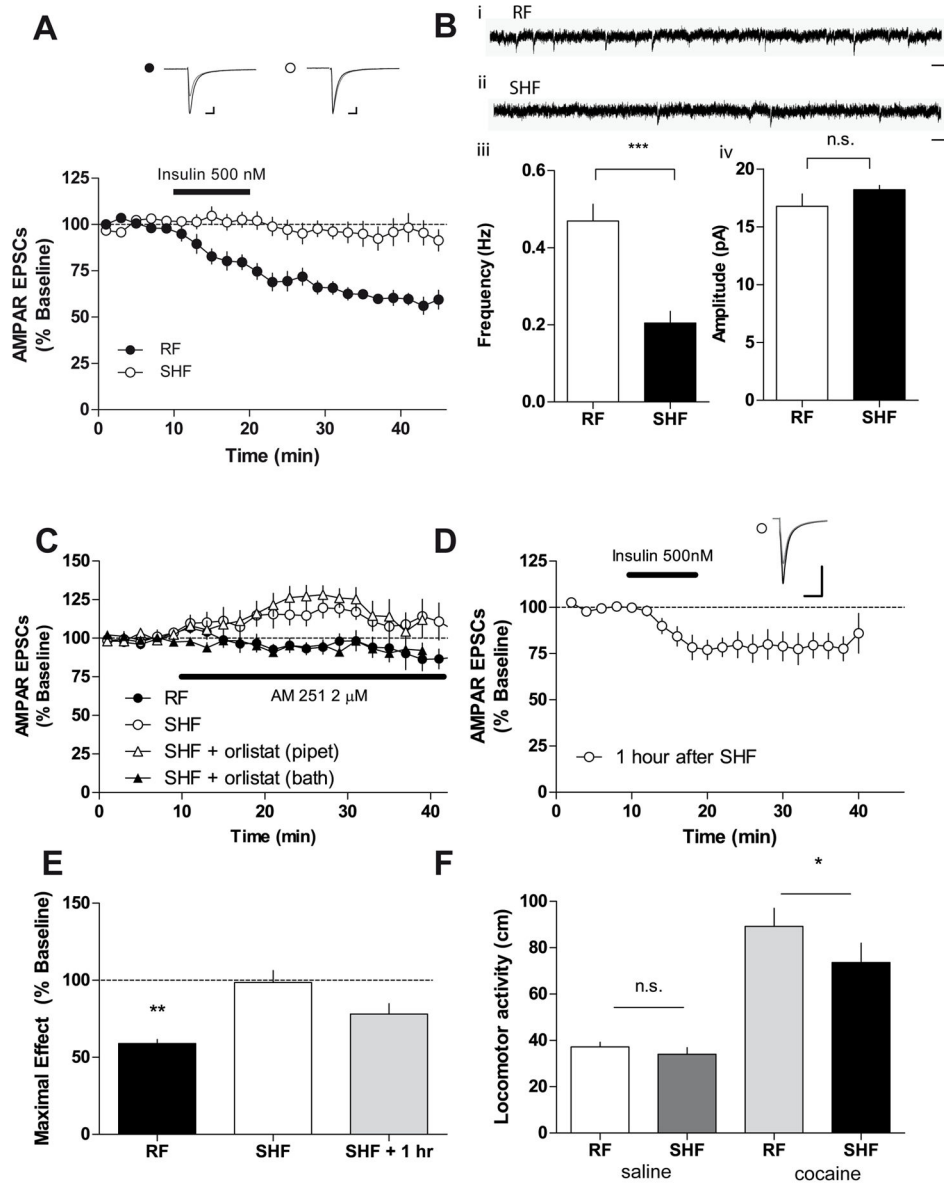 A
Insulin 500 nM
AMPAR EPSCs
(% Baseline)
125
100
75
50
25
0
RF
SHF
0 10 20 30 40
Time (min)
B
i RF
ii SHF
iii
***
Frequency (Hz)
0.6
0.4
0.2
0.0
RF SHF
iv
n.s.
Amplitude (pA)
20
15
10
5
0
RF SHF
C
AMPAR EPSCs
(% Baseline)
150
125
100
75
50
25
0
AM 251 2 μM
RF
SHF
SHF + orlistat (pipet)
SHF + orlistat (bath)
0 10 20 30 40
Time (min)
D
Insulin 500nM
AMPAR EPSCs
(% Baseline)
125
100
75
50
25
0
1 hour after SHF
0 10 20 30 40
Time (min)
E
Maximal Effect (% Baseline)
150
100
50
0
**
RF SHF SHF + 1 hr
F
Locomotor activity (cm)
100
80
60
40
20
0
n.s.
*
RF SHF RF SHF
saline cocaine